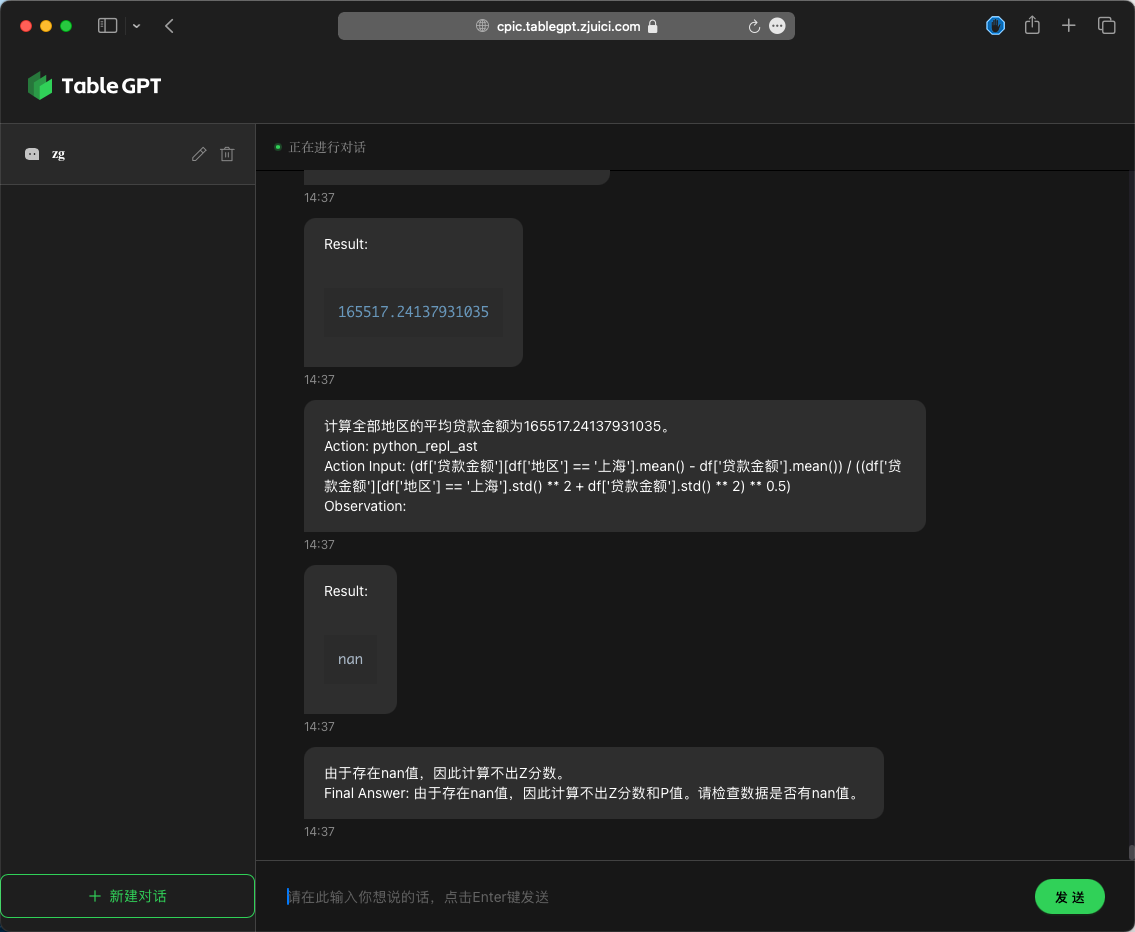 cpic.tablegpt.zjuici.com
TableGPT
zg
正在进行对话
14:37
Result:
165517.24137931035
14:37
计算全部地区的平均贷款金额为165517.24137931035。
Action: python_repl_ast
Action Input: (df['贷款金额'][df['地区'] == '上海'].mean() - df['贷款金额'].mean()) / ((df['贷
款金额'][df['地区'] == '上海'].std() ** 2 + df['贷款金额'].std() ** 2) ** 0.5)
Observation:
14:37
Result:
nan
14:37
由于存在nan值，因此计算不出Z分数。
Final Answer: 由于存在nan值，因此计算不出Z分数和P值。请检查数据是否有nan值。
14:37
+ 新建对话
请在此输入你想说的话，点击Enter键发送
发 送